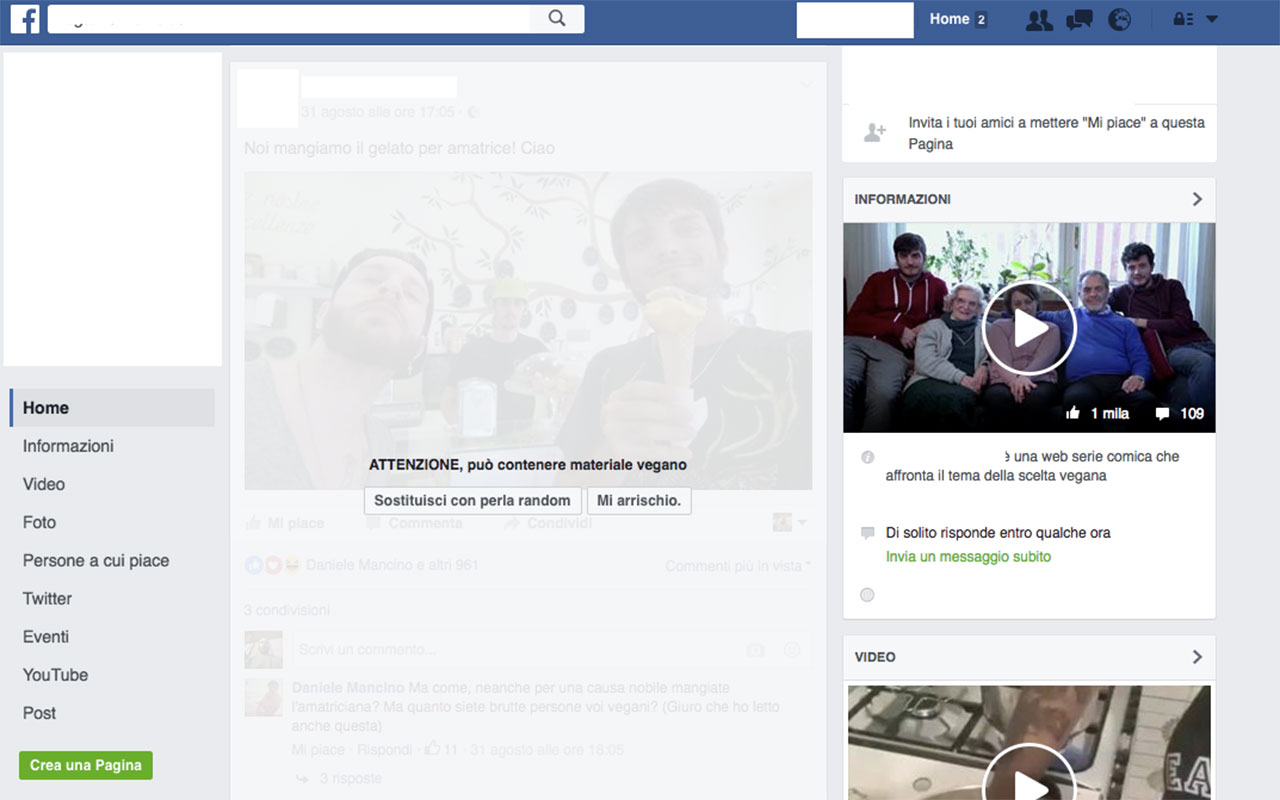 f
Home 2
31 agosto alle ore 17:05
Noi mangiamo il gelato per amatrice! Ciao
ATTENZIONE, può contenere materiale vegano
Sostituisci con perla random
Mi arrischio.
Mi piace
Commenta
Condividi
Daniele Mancino e altri 961
Commenti più in vista
3 condivisioni
Scrivi un commento...
Daniele Mancino Ma come, neanche per una causa nobile mangiate
l'amatriciana? Ma quanto siete brutte persone voi vegani? (Giuro che ho letto
anche questa)
Mi piace · Rispondi · 11 · 31 agosto alle ore 18:05
3 risposte
Home
Informazioni
Video
Foto
Persone a cui piace
Twitter
Eventi
YouTube
Post
Crea una Pagina
Invita i tuoi amici a mettere "Mi piace" a questa
Pagina
INFORMAZIONI
1 mila
109
è una web serie comica che
affronta il tema della scelta vegana
Di solito risponde entro qualche ora
Invia un messaggio subito
VIDEO